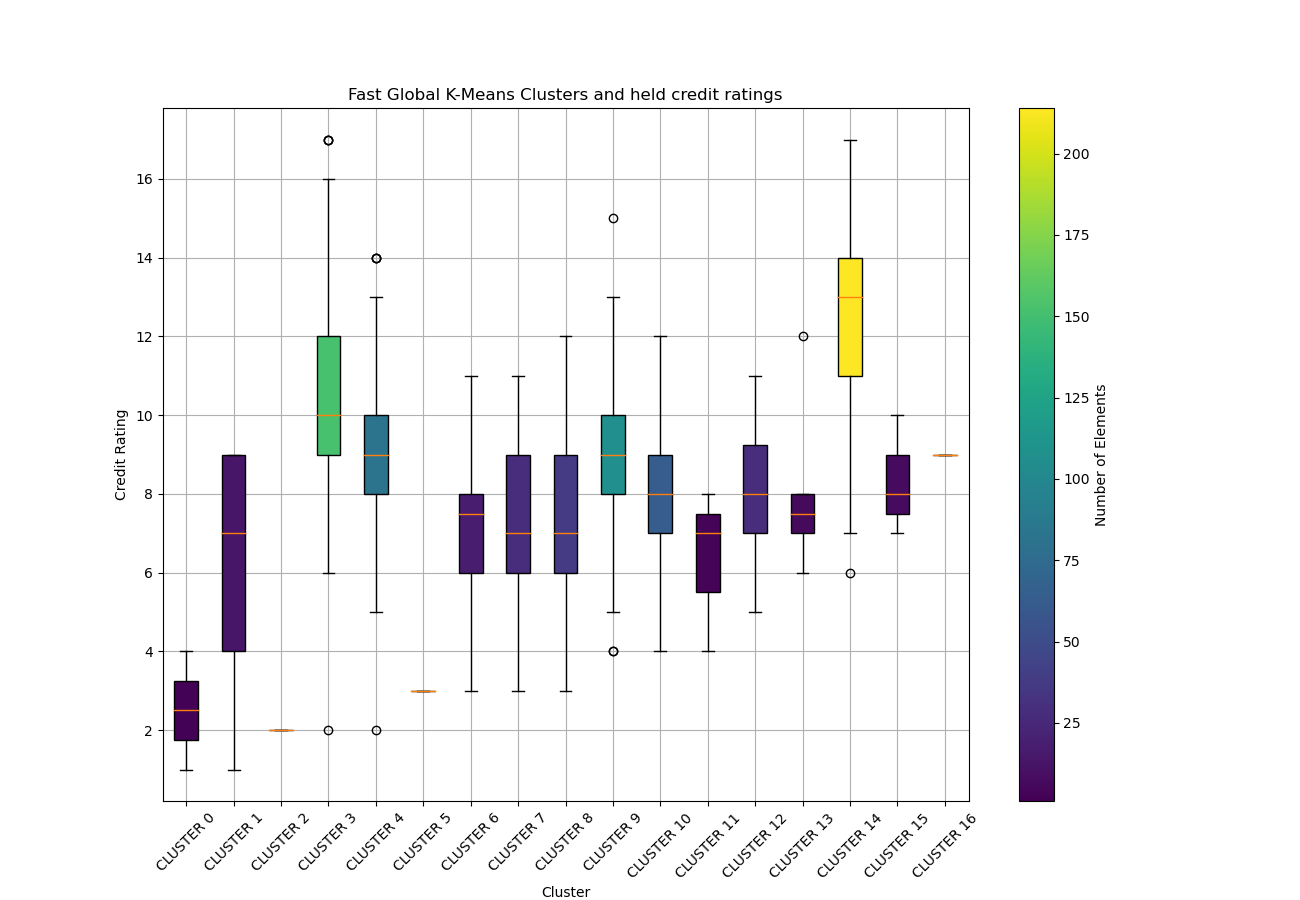 Fast Global K-Means Clusters and held credit ratings
Credit Rating
16
14
12
10
8
6
4
2
CLUSTER 0
CLUSTER 1
CLUSTER 2
CLUSTER 3
CLUSTER 4
CLUSTER 5
CLUSTER 6
CLUSTER 7
CLUSTER 8
CLUSTER 9
CLUSTER 10
CLUSTER 11
CLUSTER 12
CLUSTER 13
CLUSTER 14
CLUSTER 15
CLUSTER 16
Cluster
200
175
150
125
100
75
50
25
Number of Elements